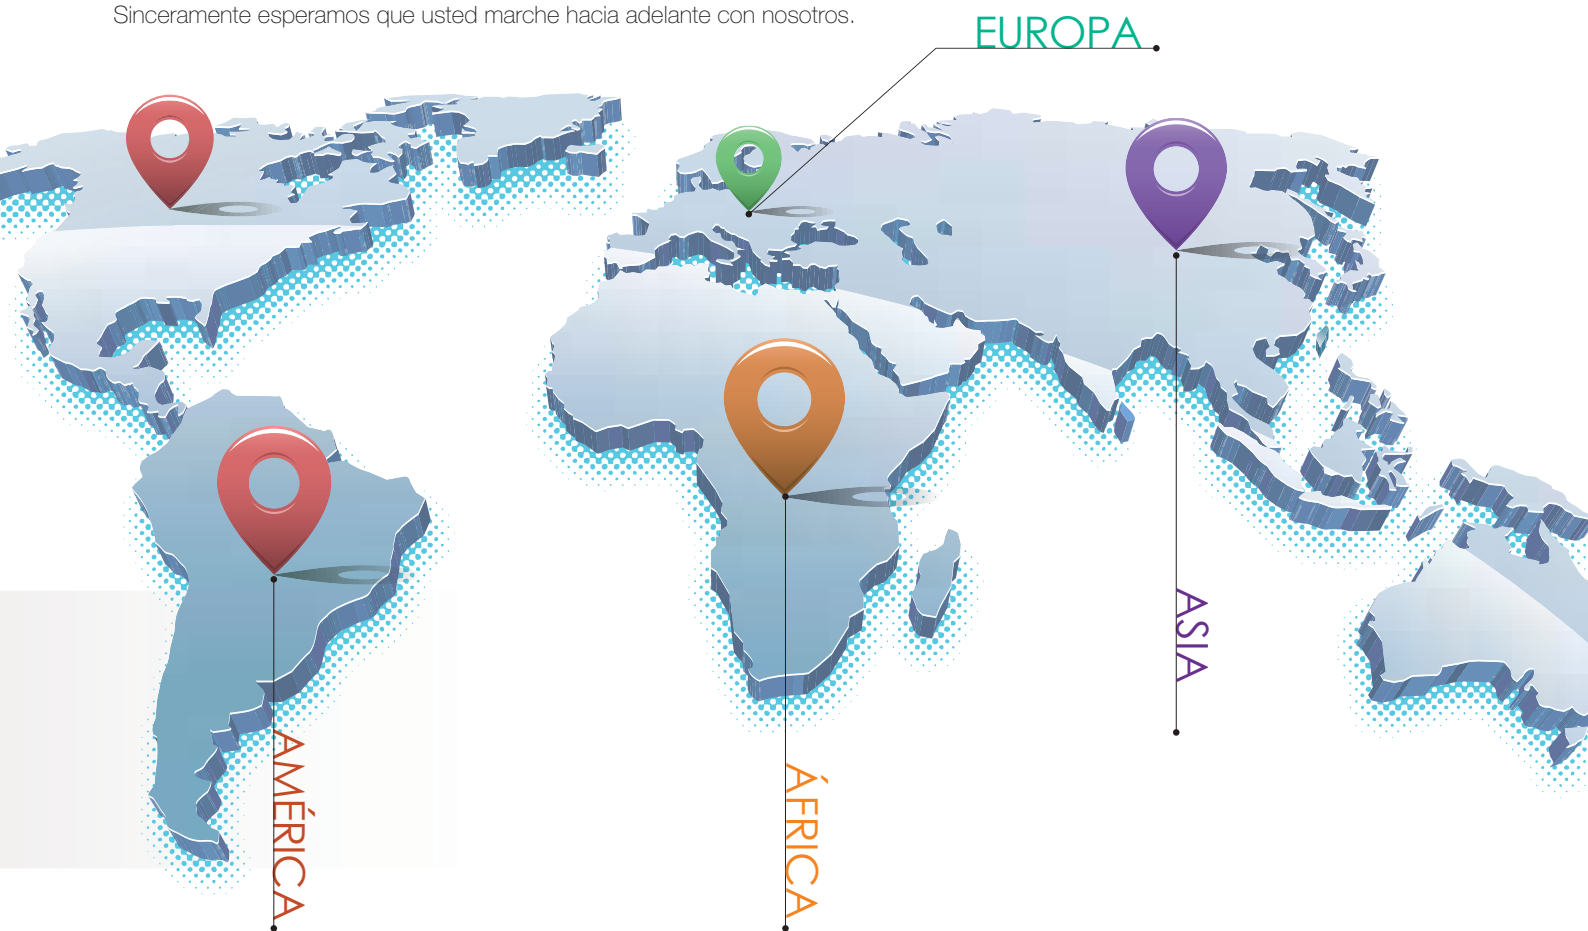 Sinceramente esperamos que usted marche hacia adelante con nosotros.
EUROPA
ASIA
AMÉRICA
ÁFRICA